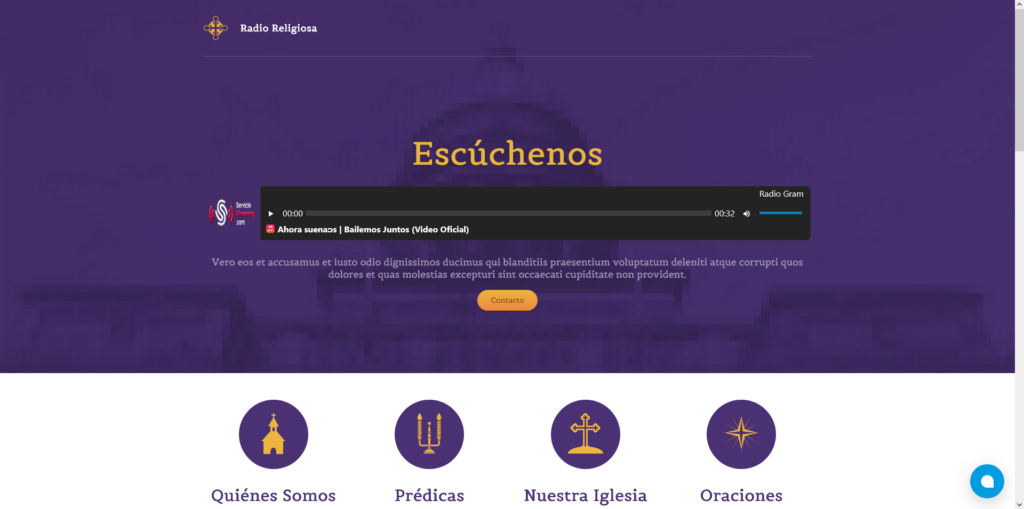 Radio Religiosa
Escúchenos
Radio Gram
Servicio
Streaming
.com
00:00
00:32
Ahora suena:os | Bailemos Juntos (Video Oficial)
Vero eos et accusamus et iusto odio dignissimos ducimus qui blanditiis praesentium voluptatum deleniti atque corrupti quos
dolores et quas molestias excepturi sint occaecati cupiditate non provident.
Contacto
Quiénes Somos
Prédicas
Nuestra Iglesia
Oraciones